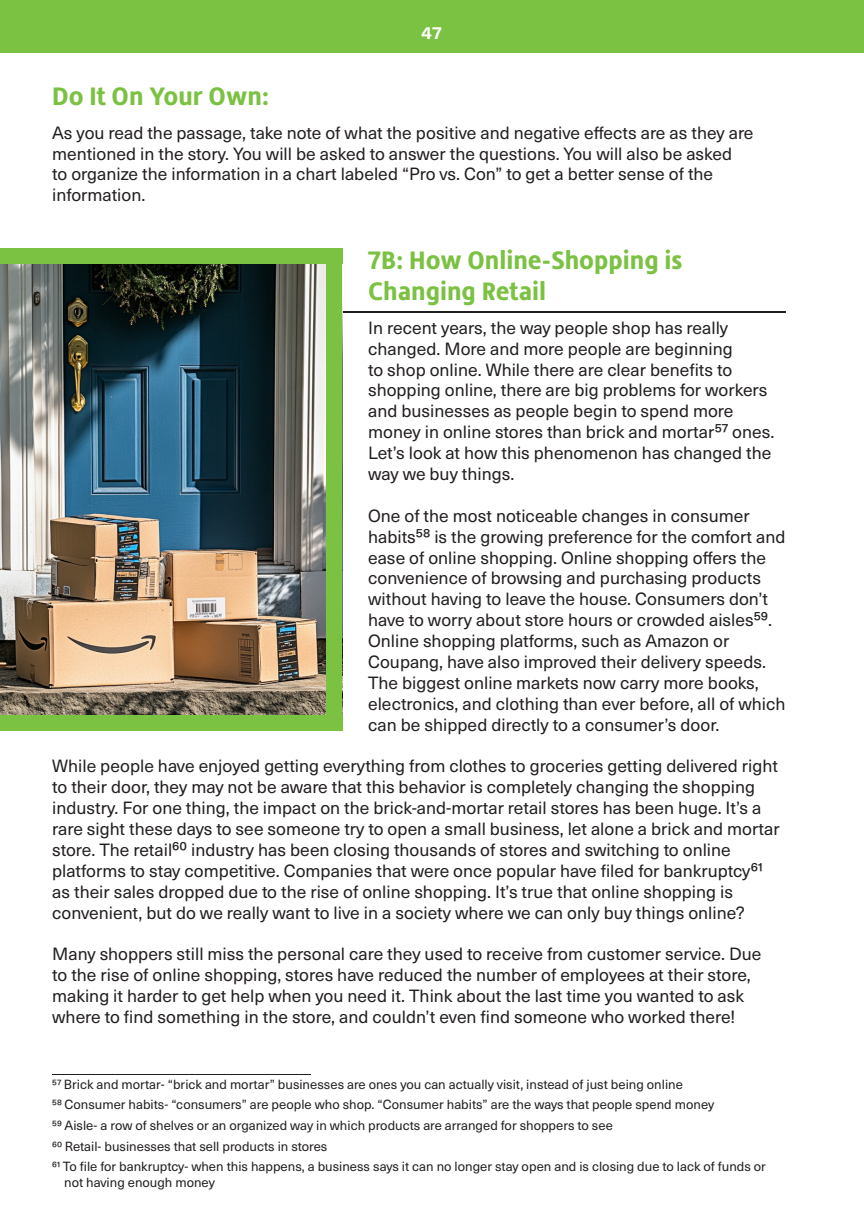 47
Do It On Your Own:
As you read the passage, take note of what the positive and negative effects are as they are
mentioned in the story. You will be asked to answer the questions. You will also be asked
to organize the information in a chart labeled “Pro vs. Con” to get a better sense of the
information.
7B: How Online-Shopping is
Changing Retail
In recent years, the way people shop has really
changed. More and more people are beginning
to shop online. While there are clear benefits to
shopping online, there are big problems for workers
and businesses as people begin to spend more
money in online stores than brick and mortar⁵⁷ ones.
Let’s look at how this phenomenon has changed the
way we buy things.
One of the most noticeable changes in consumer
habits⁵⁸ is the growing preference for the comfort and
ease of online shopping. Online shopping offers the
convenience of browsing and purchasing products
without having to leave the house. Consumers don’t
have to worry about store hours or crowded aisles⁵⁹.
Online shopping platforms, such as Amazon or
Coupang, have also improved their delivery speeds.
The biggest online markets now carry more books,
electronics, and clothing than ever before, all of which
can be shipped directly to a consumer’s door.
While people have enjoyed getting everything from clothes to groceries getting delivered right
to their door, they may not be aware that this behavior is completely changing the shopping
industry. For one thing, the impact on the brick-and-mortar retail stores has been huge. It’s a
rare sight these days to see someone try to open a small business, let alone a brick and mortar
store. The retail⁶⁰ industry has been closing thousands of stores and switching to online
platforms to stay competitive. Companies that were once popular have filed for bankruptcy⁶¹
as their sales dropped due to the rise of online shopping. It’s true that online shopping is
convenient, but do we really want to live in a society where we can only buy things online?
Many shoppers still miss the personal care they used to receive from customer service. Due
to the rise of online shopping, stores have reduced the number of employees at their store,
making it harder to get help when you need it. Think about the last time you wanted to ask
where to find something in the store, and couldn’t even find someone who worked there!
⁵⁷ Brick and mortar- “brick and mortar” businesses are ones you can actually visit, instead of just being online
⁵⁸ Consumer habits- “consumers” are people who shop. “Consumer habits” are the ways that people spend money
⁵⁹ Aisle- a row of shelves or an organized way in which products are arranged for shoppers to see
⁶⁰ Retail- businesses that sell products in stores
⁶¹ To file for bankruptcy- when this happens, a business says it can no longer stay open and is closing due to lack of funds or
not having enough money